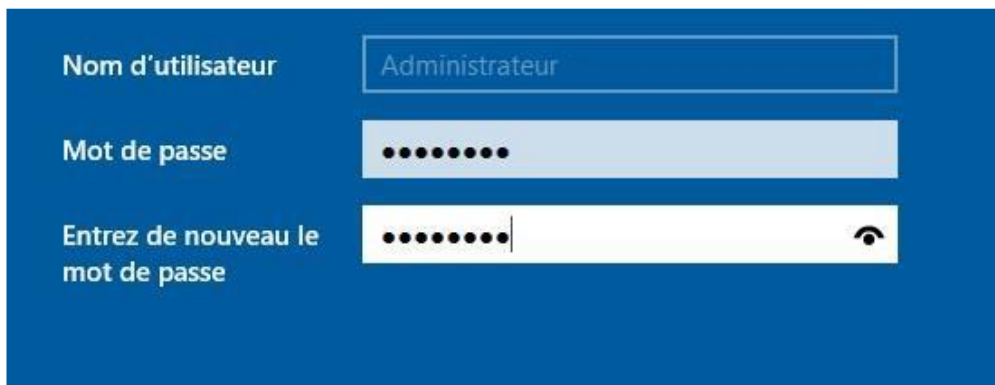 Nom d'utilisateur
Administrateur
Mot de passe
••••••••
Entrez de nouveau le
mot de passe
••••••••